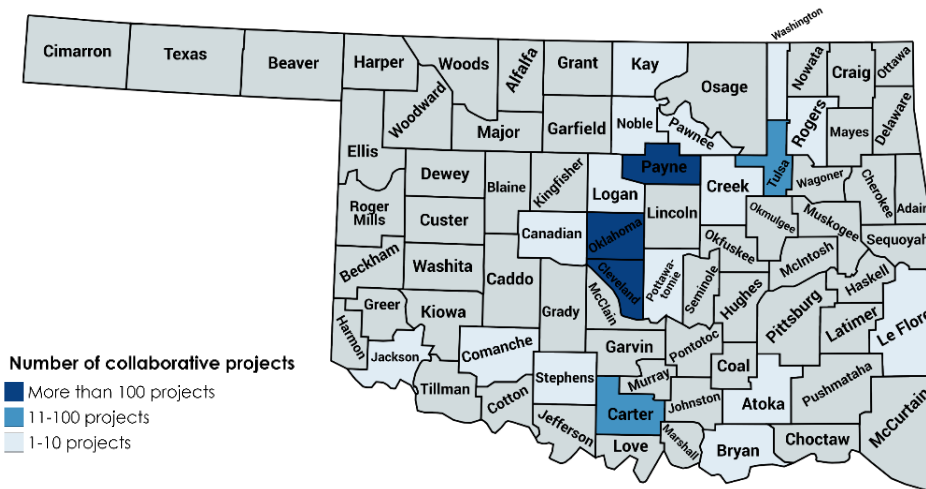 Washington
Cimarron
Texas
Beaver
Harper
Woods
Alfalfa
Grant
Kay
Osage
Nowata
Craig
Ottawa
Woodward
Major
Garfield
Noble
Pawnee
Rogers
Mayes
Delaware
Ellis
Dewey
Blaine
Kingfisher
Logan
Payne
Creek
Tulsa
Wagoner
Cherokee
Adair
Roger
Mills
Custer
Canadian
Oklahoma
Lincoln
Okmulgee
Muskogee
Sequoyah
Beckham
Washita
Caddo
Cleveland
Pottawa-
tomie
Okfuskee
McIntosh
Haskell
Greer
Kiowa
Grady
McClain
Seminole
Hughes
Pittsburg
Latimer
Le Flore
Harmon
Jackson
Comanche
Garvin
Pontotoc
Coal
Tillman
Stephens
Murray
Johnston
Atoka
Pushmataha
McCurtain
Cotton
Jefferson
Carter
Love
Marshall
Bryan
Choctaw
Number of collaborative projects
More than 100 projects
11-100 projects
1-10 projects